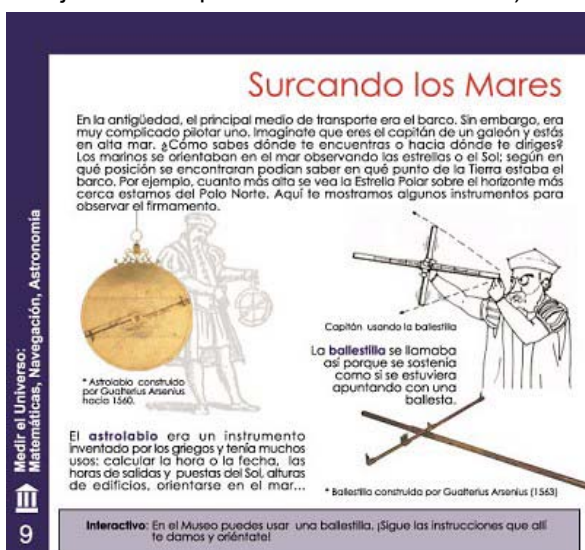 Surcando los Mares
En la antigüedad, el principal medio de transporte era el barco. Sin embargo, era
muy complicado pilotar uno. Imagínate que eres el capitán de un galeón y estás
en alta mar. ¿Cómo sabes dónde te encuentras o hacia dónde te diriges?
Los marinos se orientaban en el mar observando las estrellas o el Sol; según en
qué posición se encontraran podían saber en qué punto de la Tierra estaba el
barco. Por ejemplo, cuanto más alta se vea la Estrella Polar sobre el horizonte más
cerca estamos del Polo Norte. Aquí te mostramos algunos instrumentos para
observar el firmamento.
* Astrolabio construido
por Gualterius Arsenius
hacia 1560.
El astrolabio era un instrumento
inventado por los griegos y tenía muchos
usos: calcular la hora o la fecha, las
horas de salidas y puestas del Sol, alturas
de edificios, orientarse en el mar...
Capitán usando la ballestilla
La ballestilla se llamaba
así porque se sostenía
como si se estuviera
apuntando con una
ballesta.
* Ballestilla construida por Gualterius Arsenius (1563)
Interactivo: En el Museo puedes usar una ballestilla. ¡Sigue las instrucciones que allí
te damos y oriéntate!
Medir el Universo:
Matemáticas, Navegación, Astronomía
9